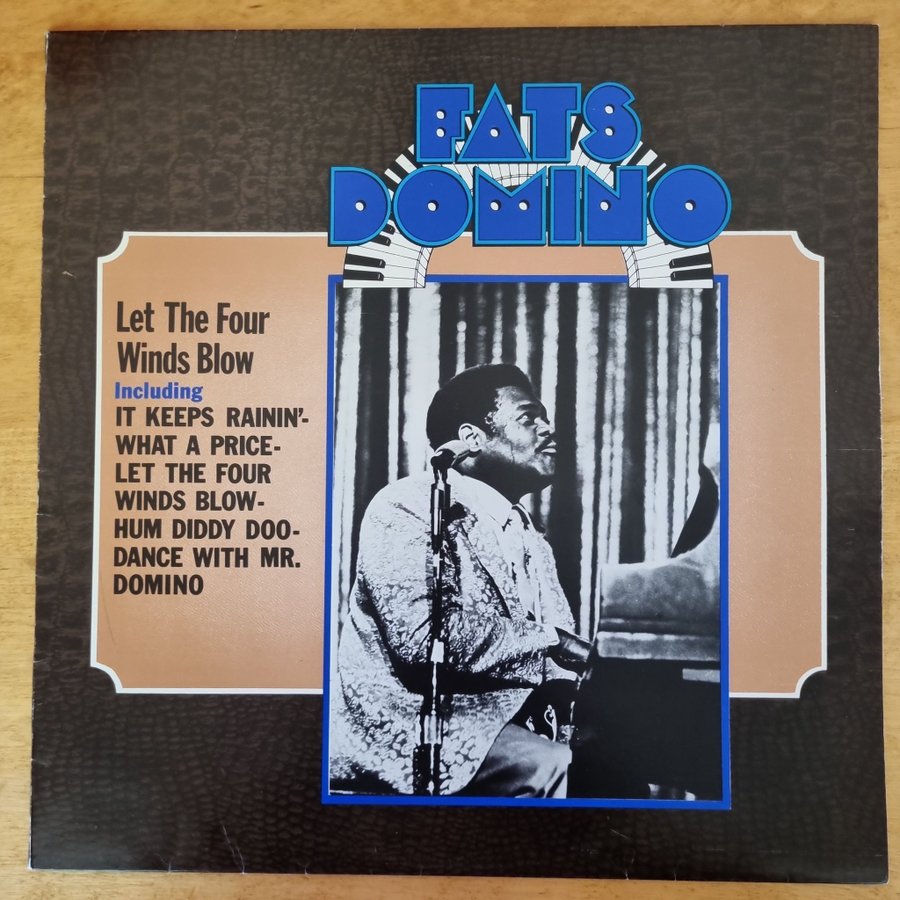 FATS
DOMINO
Let The Four
Winds Blow
Including
IT KEEPS RAININ'-
WHAT A PRICE-
LET THE FOUR
WINDS BLOW-
HUM DIDDY DOO-
DANCE WITH MR.
DOMINO